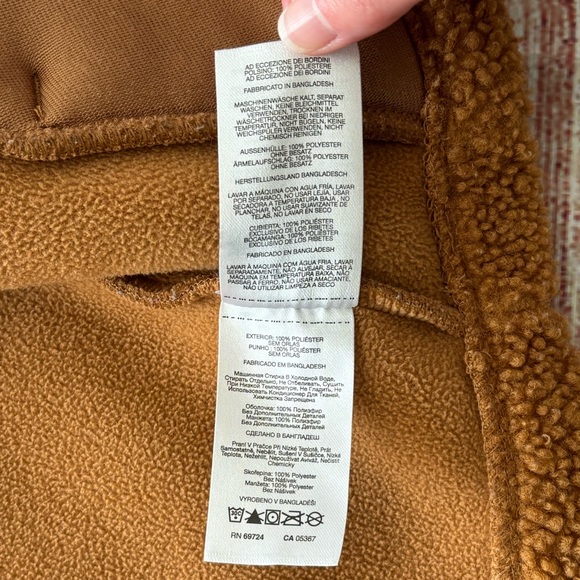 AD ECCEZIONE DEI BORDINI
POLSINO: 100% POLIESTERE
AD ECCEZIONE DEI BORDINI
FABBRICATO IN BANGLADESH
MASCHINENWÄSCHE KALT, SEPARAT
WASCHEN, KEINE BLEICHMITTEL
VERWENDEN, TROCKNEN IM
WÄSCHETROCKNER BEI NIEDRIGER
TEMPERATUR, NICHT BÜGELN, KEINE
WEICHSPÜLER VERWENDEN, NICHT
CHEMISCH REINIGEN
AUSSENHÜLLE: 100% POLYESTER
OHNE BESATZ
ÄRMELAUFSCHLAG: 100% POLYESTER
OHNE BESATZ
HERSTELLUNGSLAND BANGLADESCH
LAVAR A MÁQUINA CON AGUA FRÍA, LAVAR
POR SEPARADO, NO USAR LEJÍA, USAR
SECADORA A TEMPERATURA BAJA , NO
PLANCHAR, NO USAR SUAVIZANTE DE
TELAS, NO LAVAR EN SECO
CUBIERTA: 100% POLIÉSTER
EXCLUSIVO DE LOS RIBETES
BOCAMANGA: 100% POLIÉSTER
EXCLUSIVO DE LOS RIBETES
FABRICADO EN BANGLADESH
LAVAR À MÁQUINA COM ÁGUA FRIA, LAVAR
SEPARADAMENTE, NÃO ALVEJAR, SECAR À
MÁQUINA EM TEMPERATURA BAIXA, NÃO
PASSAR A FERRO, NÃO USAR AMACIANTE,
NÃO UTILIZAR LIMPEZA A SECO
EXTERIOR: 100% POLIÉSTER
SEM ORLAS
PUNHO : 100% POLIÉSTER
SEM ORLAS
FABRICADO EM BANGLADESH
Машинная Стирка В Холодной Воде,
Стирать Отдельно, Не Отбеливать, Сушить
При Низкой Температуре, Не Гладить, Не
Использовать Кондиционер Для Тканей,
Химчистка Запрещена
Оболочка: 100% Полиэфир
Без Дополнительных Деталей
Манжета: 100% Полиэфир
Без Дополнительных Деталей
СДЕЛАНО В БАНГЛАДЕШ
Praní V Pračce Při Nízké Teplotě, Prát
Samostatně, Nebělit, Sušení V Sušičce, Nízká
Teplota, Nežehlit, Nepoužívat Aviváž, Nečistit
Chemicky
Skořepina: 100% Polyester
Bez Nášivek
Manžeta: 100% Polyester
Bez Nášivek
VYROBENO V BANGLADÉŠI
30C
RN 69724 CA 05367